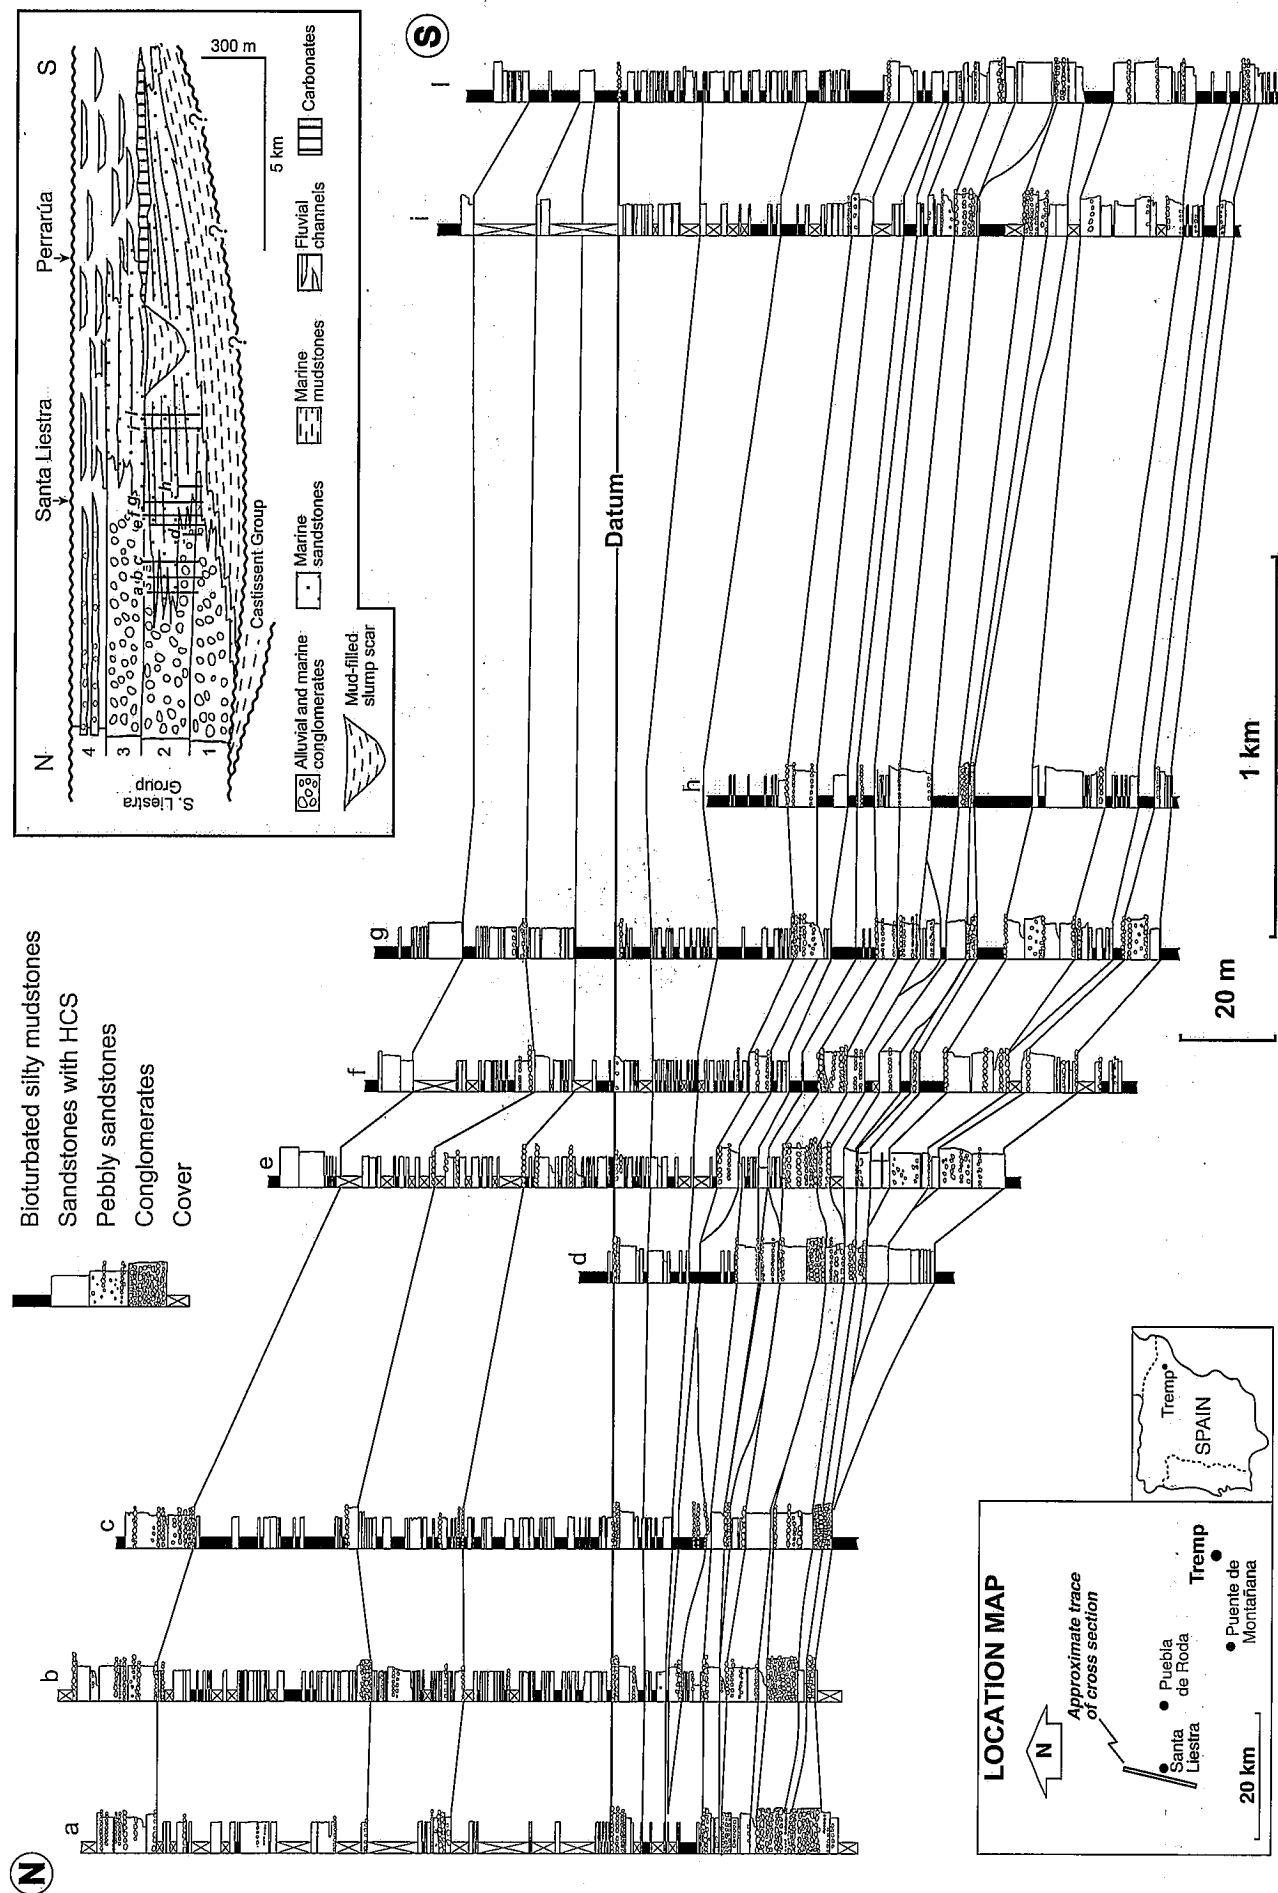 N
Santa Liestra
Perrarúa
S
300 m
5 km
4
3
2
1
S. Liestra
Group
a
b
c
d
e
f
g
h
i
l
Castissent Group
Alluvial and marine
conglomerates
Marine
sandstones
Marine
mudstones
Fluvial
channels
Carbonates
Mud-filled
slump scar
Bioturbated silty mudstones
Sandstones with HCS
Pebbly sandstones
Conglomerates
Cover
N
S
a
b
c
d
e
f
g
h
i
l
Datum
20 m
1 km
LOCATION MAP
N
Approximate trace
of cross section
Santa
Liestra
Puebla
de Roda
Tremp
Puente de
Montañana
20 km
Tremp
SPAIN